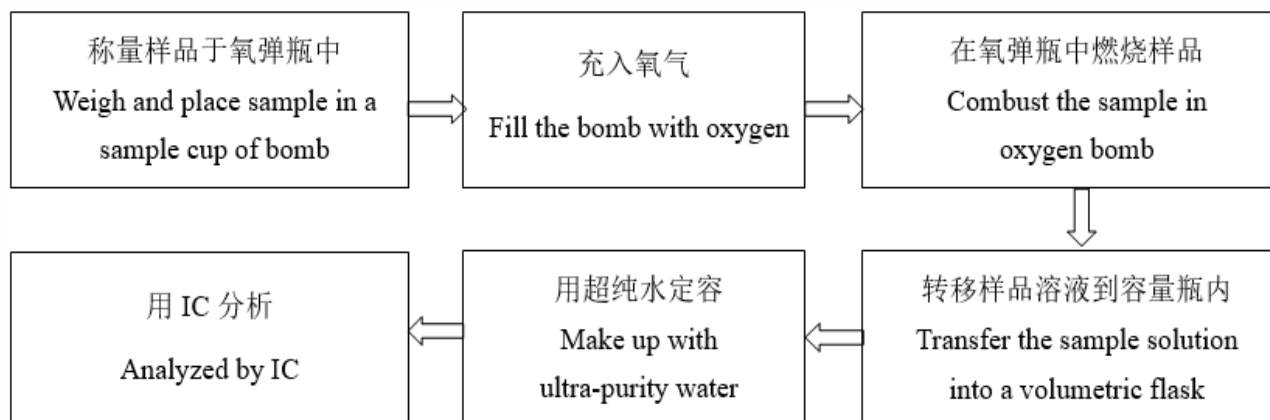 称量样品于氧弹瓶中
Weigh and place sample in a
sample cup of bomb
充入氧气
Fill the bomb with oxygen
在氧弹瓶中燃烧样品
Combust the sample in
oxygen bomb
转移样品溶液到容量瓶内
Transfer the sample solution
into a volumetric flask
用超纯水定容
Make up with
ultra-purity water
用 IC 分析
Analyzed by IC